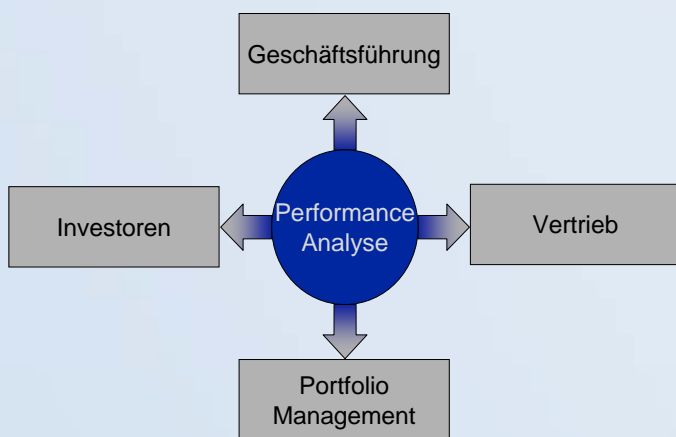 Geschäftsführung
Investoren
Performance
Analyse
Vertrieb
Portfolio
Management